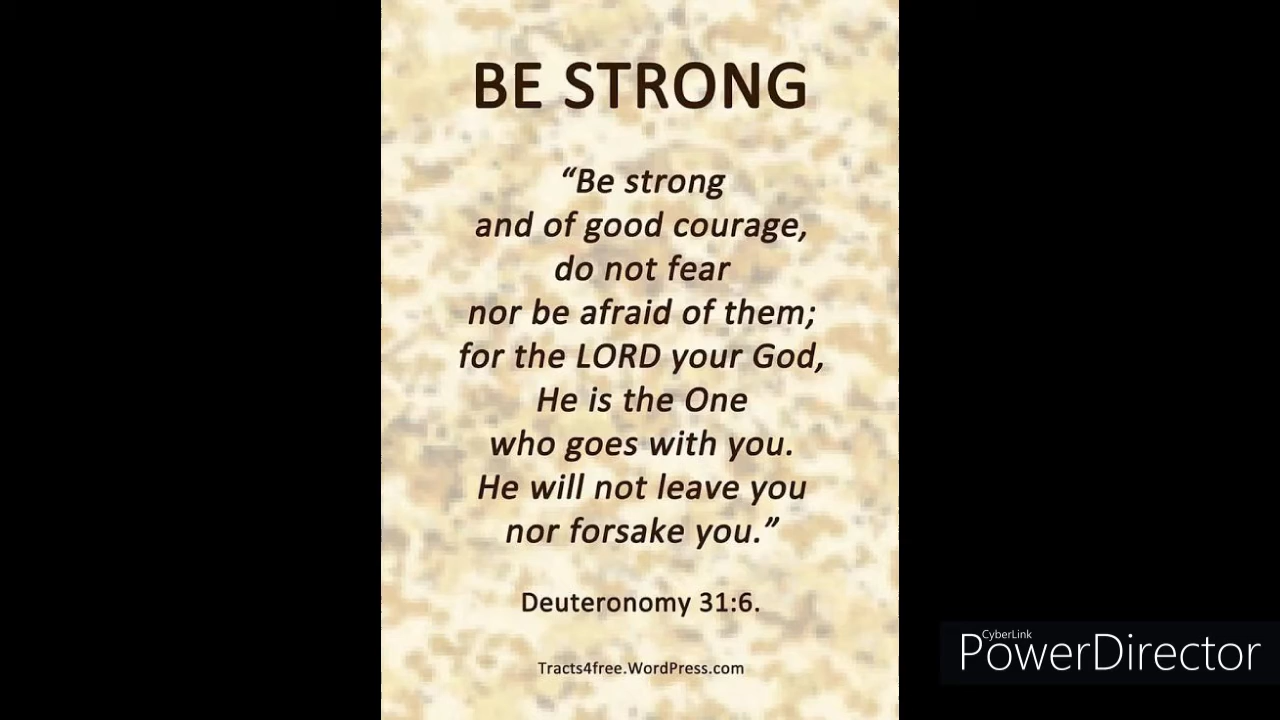 BE STRONG
“Be strong
and of good courage,
do not fear
nor be afraid of them;
for the LORD your God,
He is the One
who goes with you.
He will not leave you
nor forsake you.”
Deuteronomy 31:6.
Tracts4free.WordPress.com
CyberLink
PowerDirector